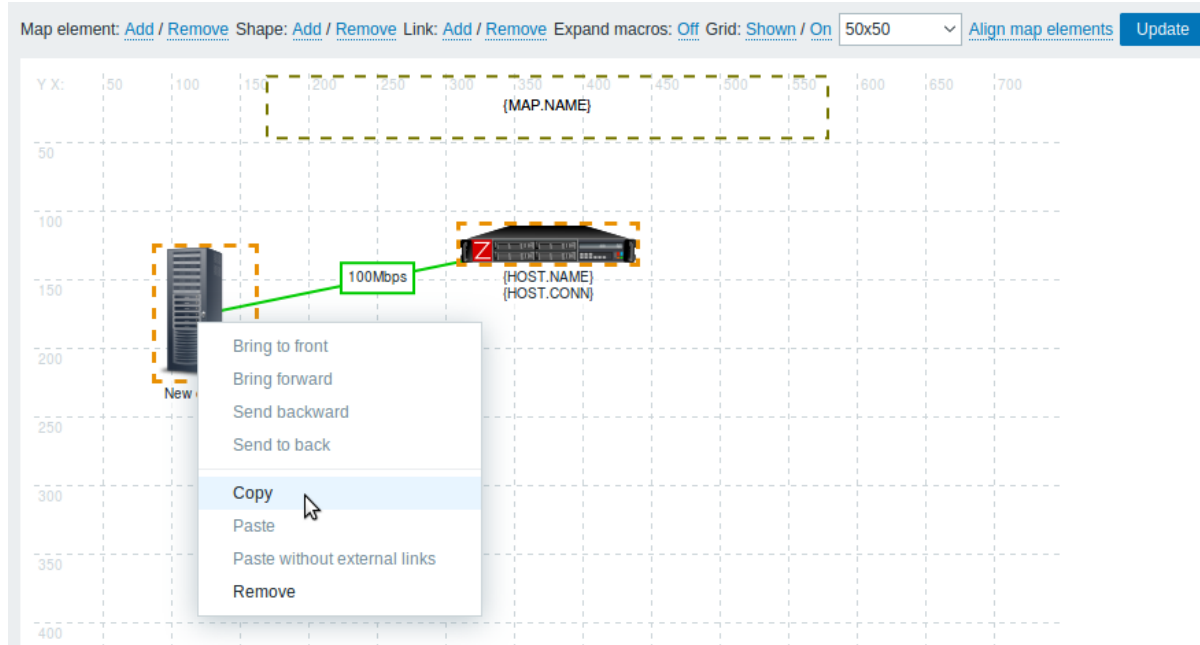 Map element: Add / Remove Shape: Add / Remove Link: Add / Remove Expand macros: Off Grid: Shown / On 50x50 Align map elements Update
Y X: 50 100 150 200 250 300 350 400 450 500 550 600 650 700
{MAP.NAME}
50
100
Z
100Mbps
{HOST.NAME}
150
{HOST.CONN}
Bring to front
200
Bring forward
New
Send backward
250
Send to back
Copy
300
Paste
Paste without external links
350
Remove
400